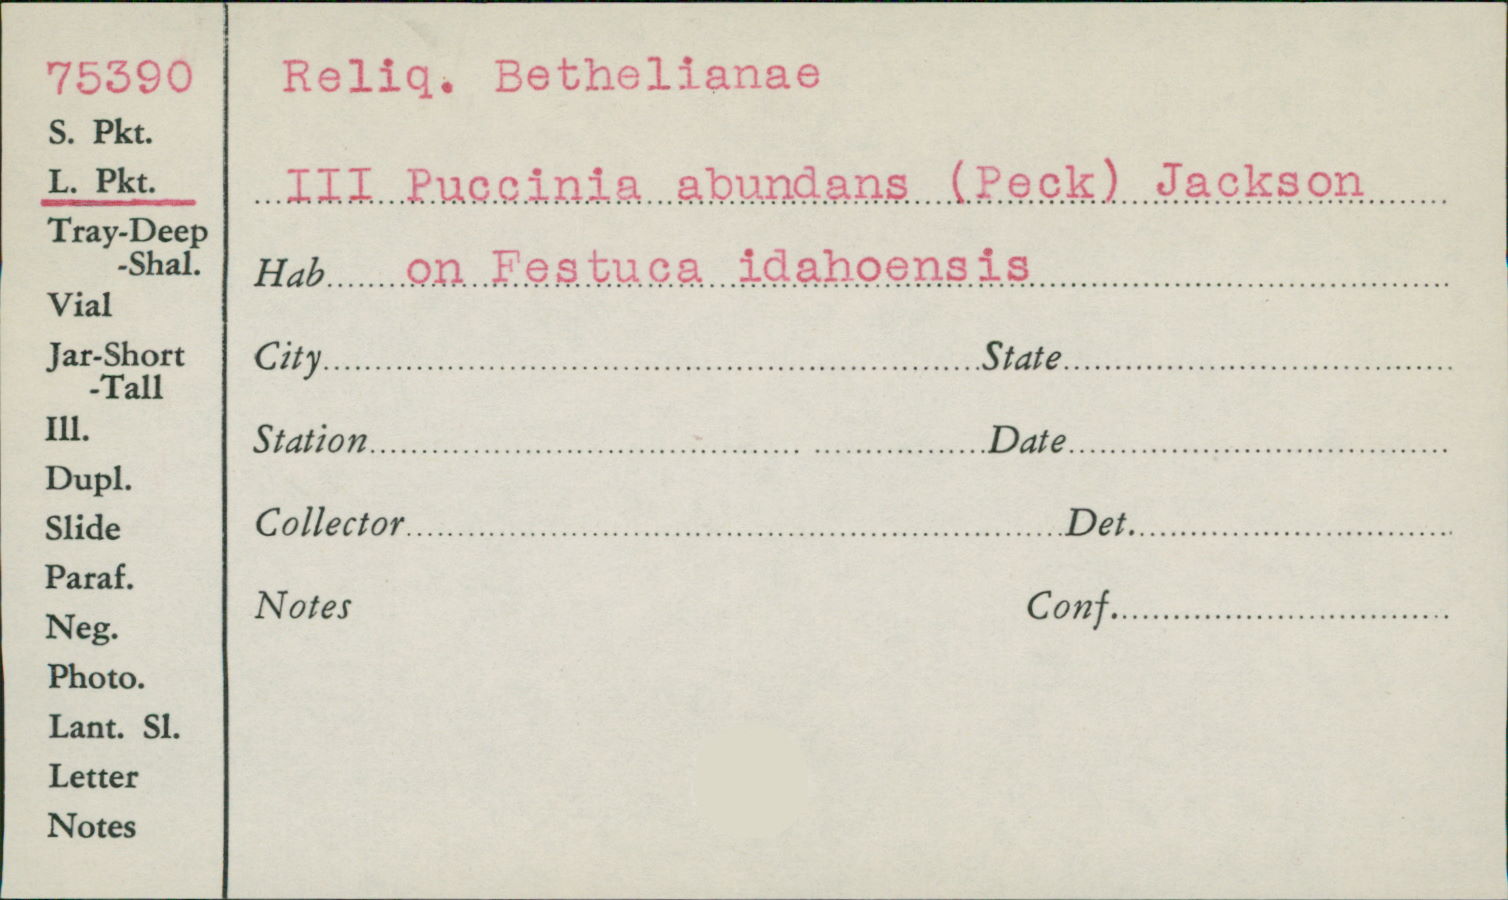 75390
S. Pkt.
L. Pkt.
Tray-Deep
-Shal.
Vial
Jar-Short
-Tall
Ill.
Dupl.
Slide
Paraf.
Neg.
Photo.
Lant. Sl.
Letter
Notes
Reliq. Bethelianae
III Puccinia abundans (Peck) Jackson
Hab on Festuca idahoensis
City State
Station Date
Collector Det.
Notes Conf.